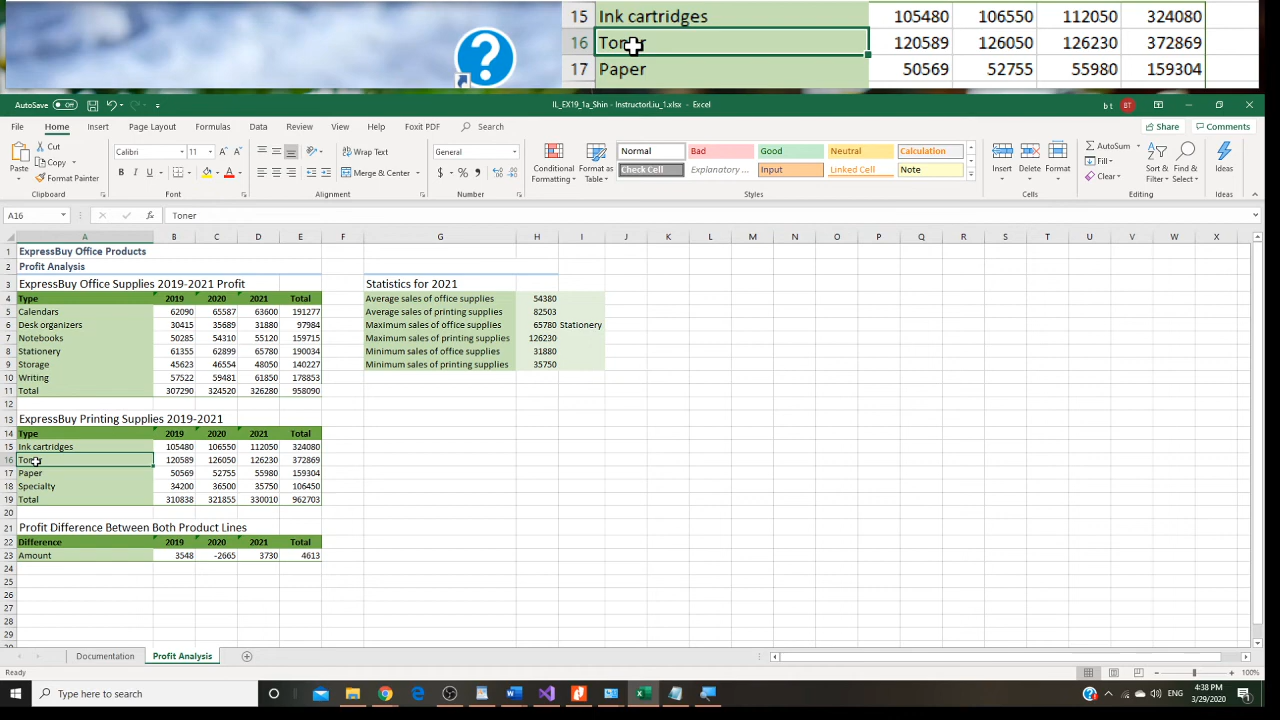 15 Ink cartridges 105480 106550 112050 324080
16 Toner 120589 126050 126230 372869
17 Paper 50569 52755 55980 159304
AutoSave Off IL_EX19_1a_Shin - InstructorLiu_1.xlsx - Excel b t BT
File Home Insert Page Layout Formulas Data Review View Help Foxit PDF Search Share Comments
Paste Cut Copy Format Painter Clipboard
Calibri 11 B I U Font
Wrap Text Merge & Center Alignment
General $ % Number
Conditional Formatting Format as Table
Normal Bad Good Neutral Calculation
Check Cell Explanatory ... Input Linked Cell Note
Styles
Insert Delete Format Cells
AutoSum Fill Clear Sort & Filter Find & Select Editing
Ideas Ideas
A16 fx Toner
A B C D E F G H I J K L M N O P Q R S T U V W X
1 ExpressBuy Office Products
2 Profit Analysis
3 ExpressBuy Office Supplies 2019-2021 Profit Statistics for 2021
4 Type 2019 2020 2021 Total Average sales of office supplies 54380
5 Calendars 62090 65587 63600 191277 Average sales of printing supplies 82503
6 Desk organizers 30415 35689 31880 97984 Maximum sales of office supplies 65780 Stationery
7 Notebooks 50285 54310 55120 159715 Maximum sales of printing supplies 126230
8 Stationery 61355 62899 65780 190034 Minimum sales of office supplies 31880
9 Storage 45623 46554 48050 140227 Minimum sales of printing supplies 35750
10 Writing 57522 59481 61850 178853
11 Total 307290 324520 326280 958090
12
13 ExpressBuy Printing Supplies 2019-2021
14 Type 2019 2020 2021 Total
15 Ink cartridges 105480 106550 112050 324080
16 Toner 120589 126050 126230 372869
17 Paper 50569 52755 55980 159304
18 Specialty 34200 36500 35750 106450
19 Total 310838 321855 330010 962703
20
21 Profit Difference Between Both Product Lines
22 Difference 2019 2020 2021 Total
23 Amount 3548 -2665 3730 4613
24
25
26
27
28
29
Documentation Profit Analysis
Ready 100%
Type here to search ENG 4:38 PM
3/29/2020